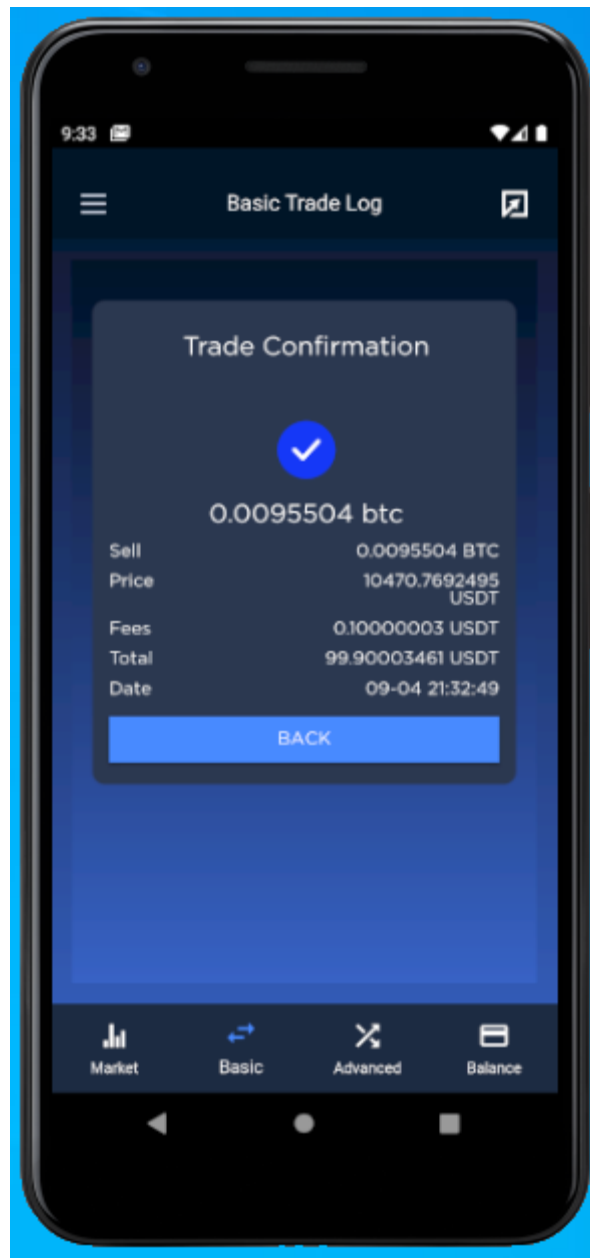 9:33
Basic Trade Log
Trade Confirmation
0.0095504 btc
Sell 0.0095504 BTC
Price 10470.7692495
USDT
Fees 0.10000003 USDT
Total 99.90003461 USDT
Date 09-04 21:32:49
BACK
Market Basic Advanced Balance